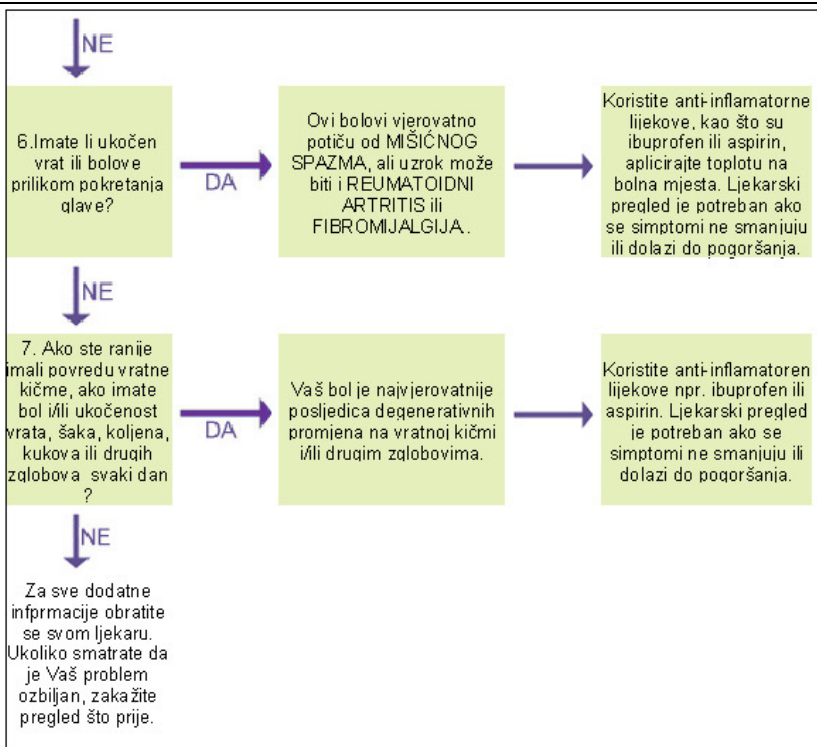 NE
6.Imate li ukočen
vrat ili bolove
prilikom pokretanja
glave?
DA
Ovi bolovi vjerovatno
potiču od MIŠIĆNOG
SPAZMA, ali uzrok može
biti i REUMATOIDNI
ARTRITIS ili
FIBROMIJALGIJA..
Koristite anti-inflamatorne
lijekove, kao što su
ibuprofen ili aspirin,
aplicirajte toplotu na
bolna mjesta. Ljekarski
pregled je potreban ako
se simptomi ne smanjuju
ili dolazi do pogoršanja.
NE
7. Ako ste ranije
imali povredu vratne
kičme, ako imate
bol i/ili ukočenost
vrata, šaka, koljena,
kukova ili drugih
zglobova svaki dan
?
DA
Vaš bol je najvjerovatnije
posljedica degenerativnih
promjena na vratnoj kičmi
i/ili drugim zglobovima.
Koristite anti-inflamatoren
lijekove npr. ibuprofen ili
aspirin. Ljekarski pregled
je potreban ako se
simptomi ne smanjuju ili
dolazi do pogoršanja.
NE
Za sve dodatne
infprmacije obratite
se svom ljekaru.
Ukoliko smatrate da
je Vaš problem
ozbiljan, zakažite
pregled što prije.